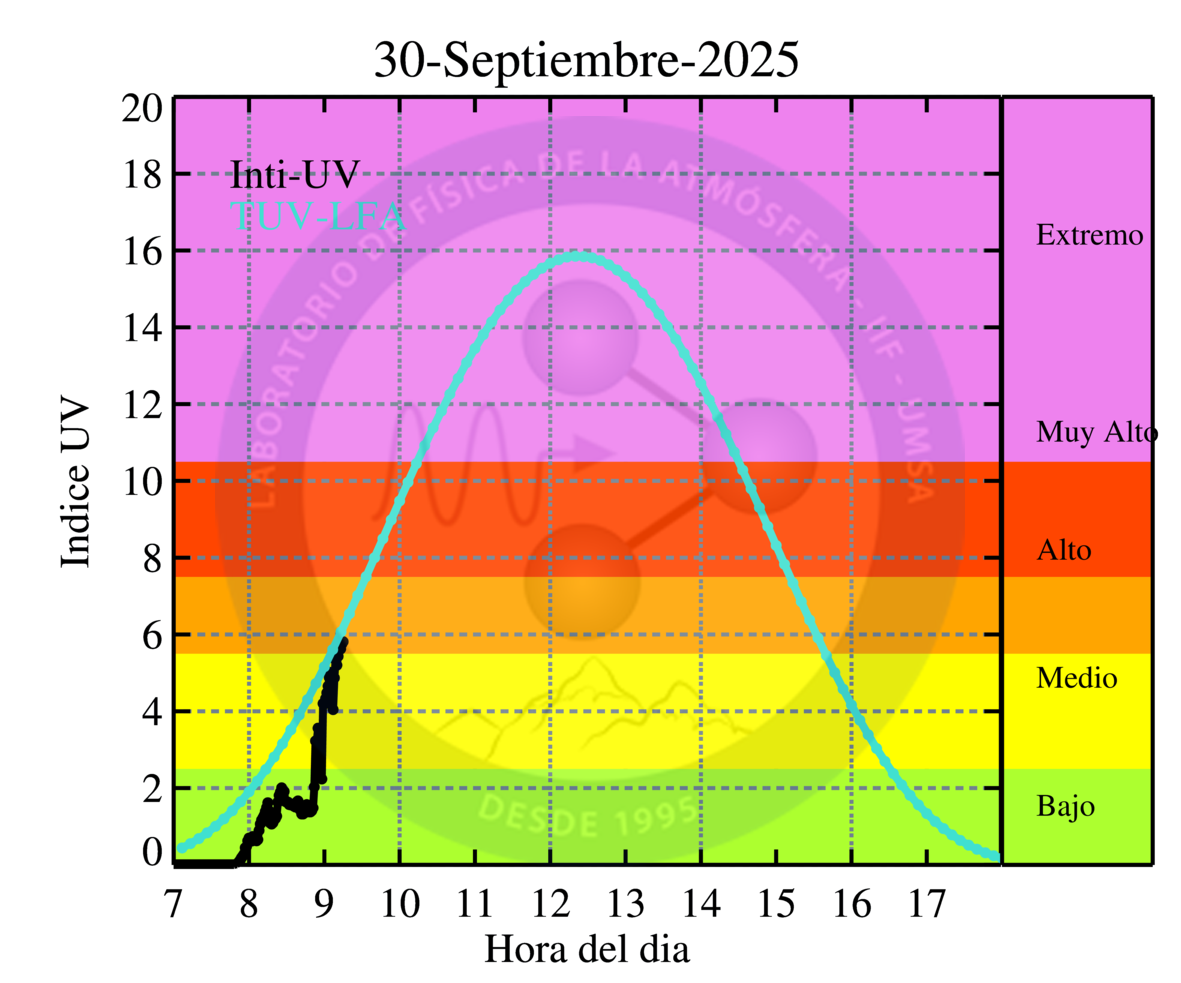 30-Septiembre-2025
20
18
16
14
12
10
8
6
4
2
0
Indice UV
Inti-UV
TUV-LFA
LABORATORIO DE FÍSICA DE LA ATMÓSFERA - IIF - UMSA
DESDE 1995
Extremo
Muy Alto
Alto
Medio
Bajo
7 8 9 10 11 12 13 14 15 16 17
Hora del dia